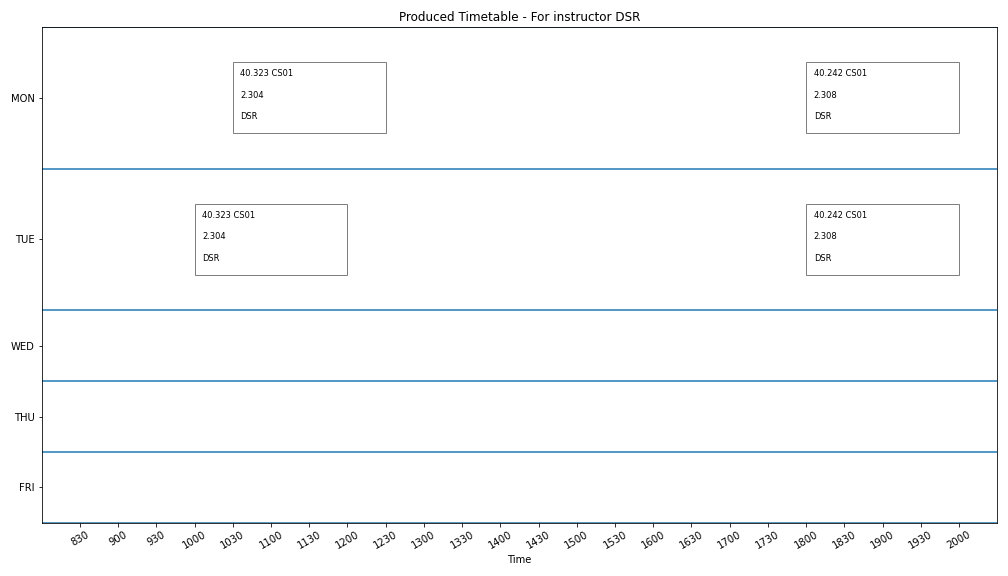 Produced Timetable - For instructor DSR
MON
40.323 CS01
2.304
DSR
40.242 CS01
2.308
DSR
TUE
40.323 CS01
2.304
DSR
40.242 CS01
2.308
DSR
WED
THU
FRI
830 900 930 1000 1030 1100 1130 1200 1230 1300 1330 1400 1430 1500 1530 1600 1630 1700 1730 1800 1830 1900 1930 2000
Time